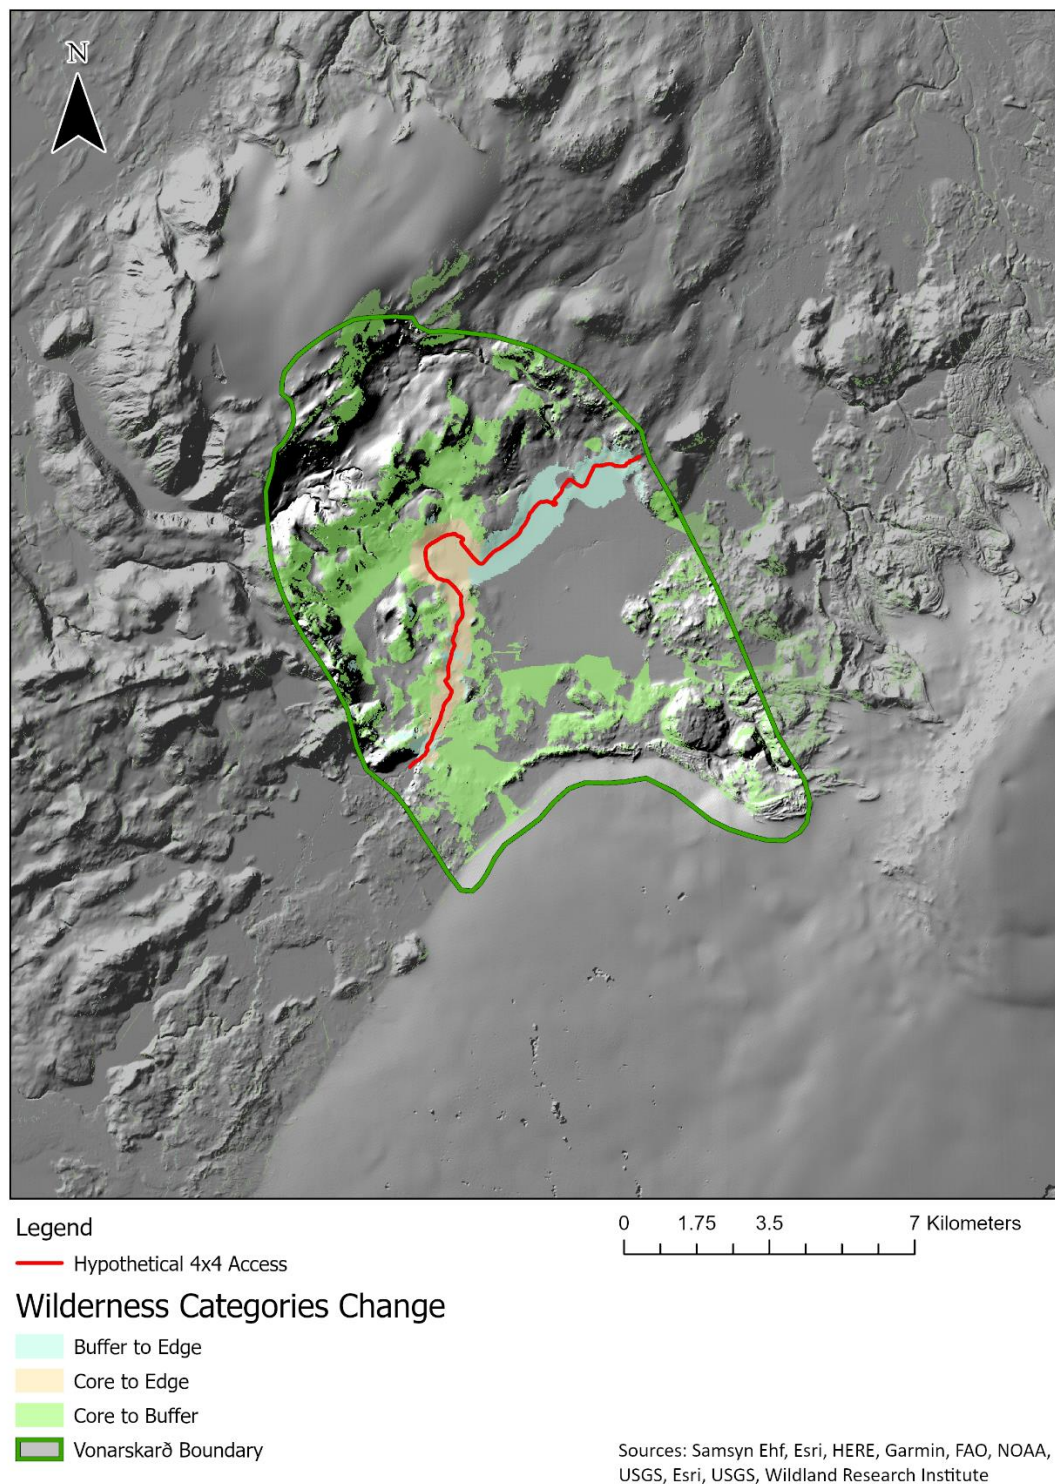 N
Legend
Hypothetical 4x4 Access
Wilderness Categories Change
Buffer to Edge
Core to Edge
Core to Buffer
Vonarskarð Boundary
0 1.75 3.5 7 Kilometers
Sources: Samsyn Ehf, Esri, HERE, Garmin, FAO, NOAA,
USGS, Esri, USGS, Wildland Research Institute